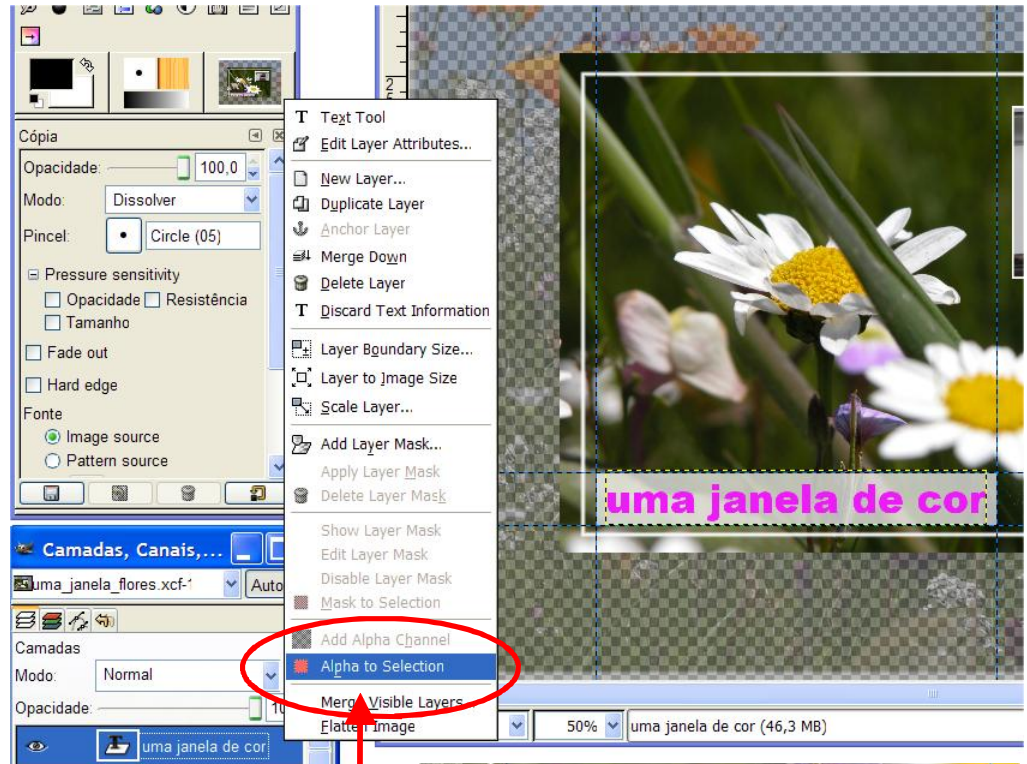 Cópia
Opacidade: 100,0
Modo: Dissolver
Pincel: Circle (05)
Pressure sensitivity
Opacidade Resistência
Tamanho
Fade out
Hard edge
Fonte
Image source
Pattern source
Camadas, Canais,...
Auto
Camadas
Modo: Normal
Opacidade:
uma janela de cor
Text Tool
Edit Layer Attributes...
New Layer...
Duplicate Layer
Anchor Layer
Merge Down
Delete Layer
Discard Text Information
Layer Boundary Size...
Layer to Image Size
Scale Layer...
Add Layer Mask...
Apply Layer Mask
Delete Layer Mask
Show Layer Mask
Edit Layer Mask
Disable Layer Mask
Mask to Selection
Add Alpha Channel
Alpha to Selection
Merge Visible Layers
Flatten Image
2
uma janela de cor
50% uma janela de cor (46,3 MB)